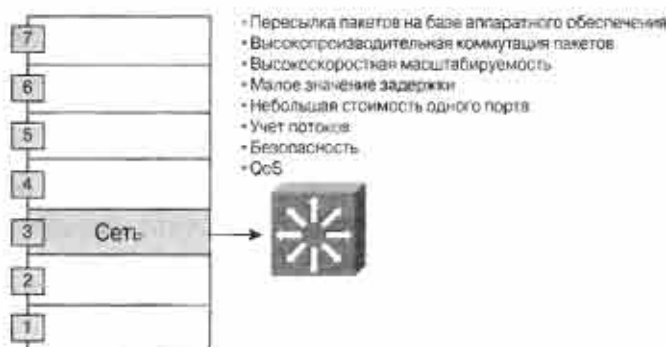 7
6
5
4
3
2
1
Сеть
• Пересылка пакетов на базе аппаратного обеспечения
• Высокопроизводительная коммутация пакетов
• Высокоскоростная масштабируемость
• Малое значение задержки
• Небольшая стоимость одного порта
• Учет потоков
• Безопасность
• QoS